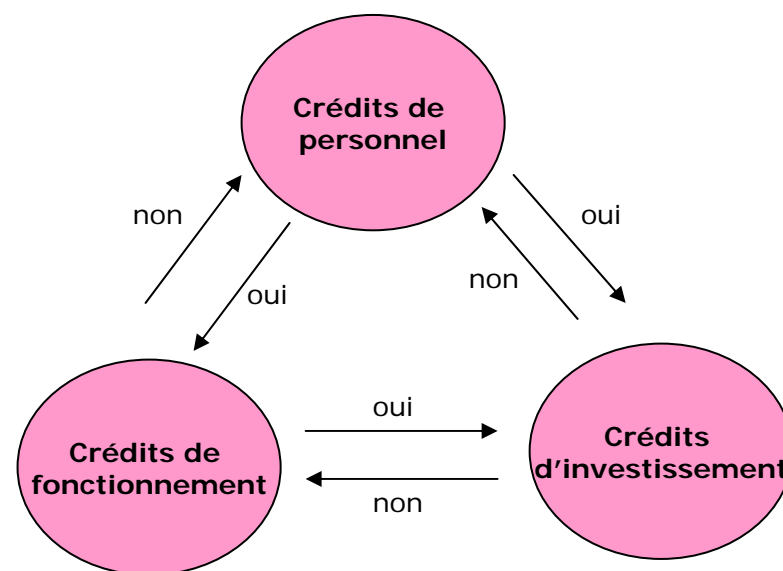 Crédits de
personnel
non
oui
oui
non
oui
Crédits de
fonctionnement
Crédits
d'investissement
non